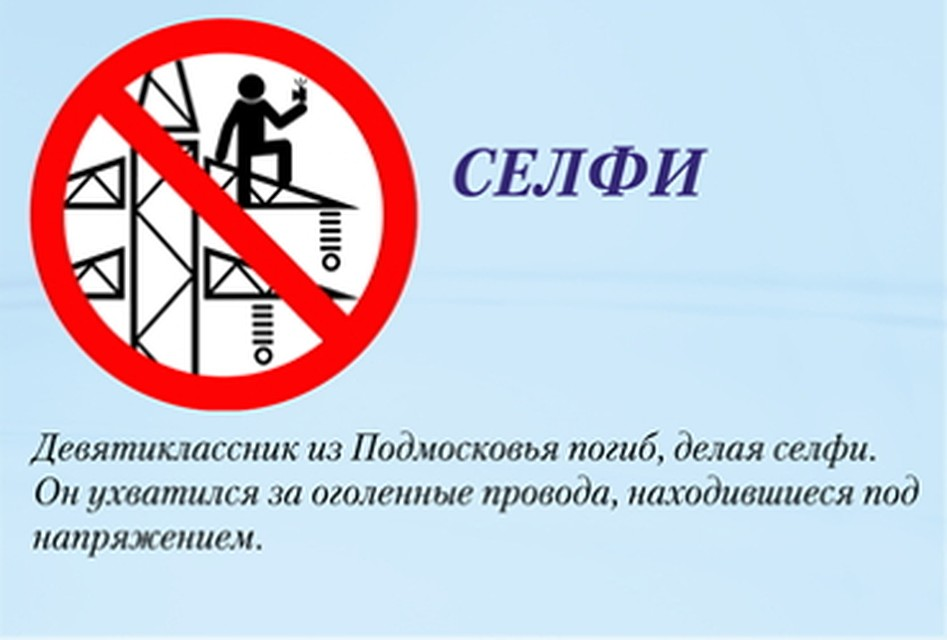 СЕЛФИ
Девятиклассник из Подмосковья погиб, делая селфи.
Он ухватился за оголенные провода, находившиеся под
напряжением.